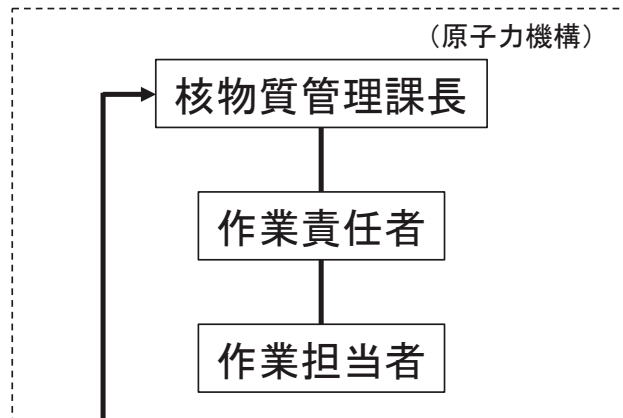 （原子力機構）
核物質管理課長
作業責任者
作業担当者